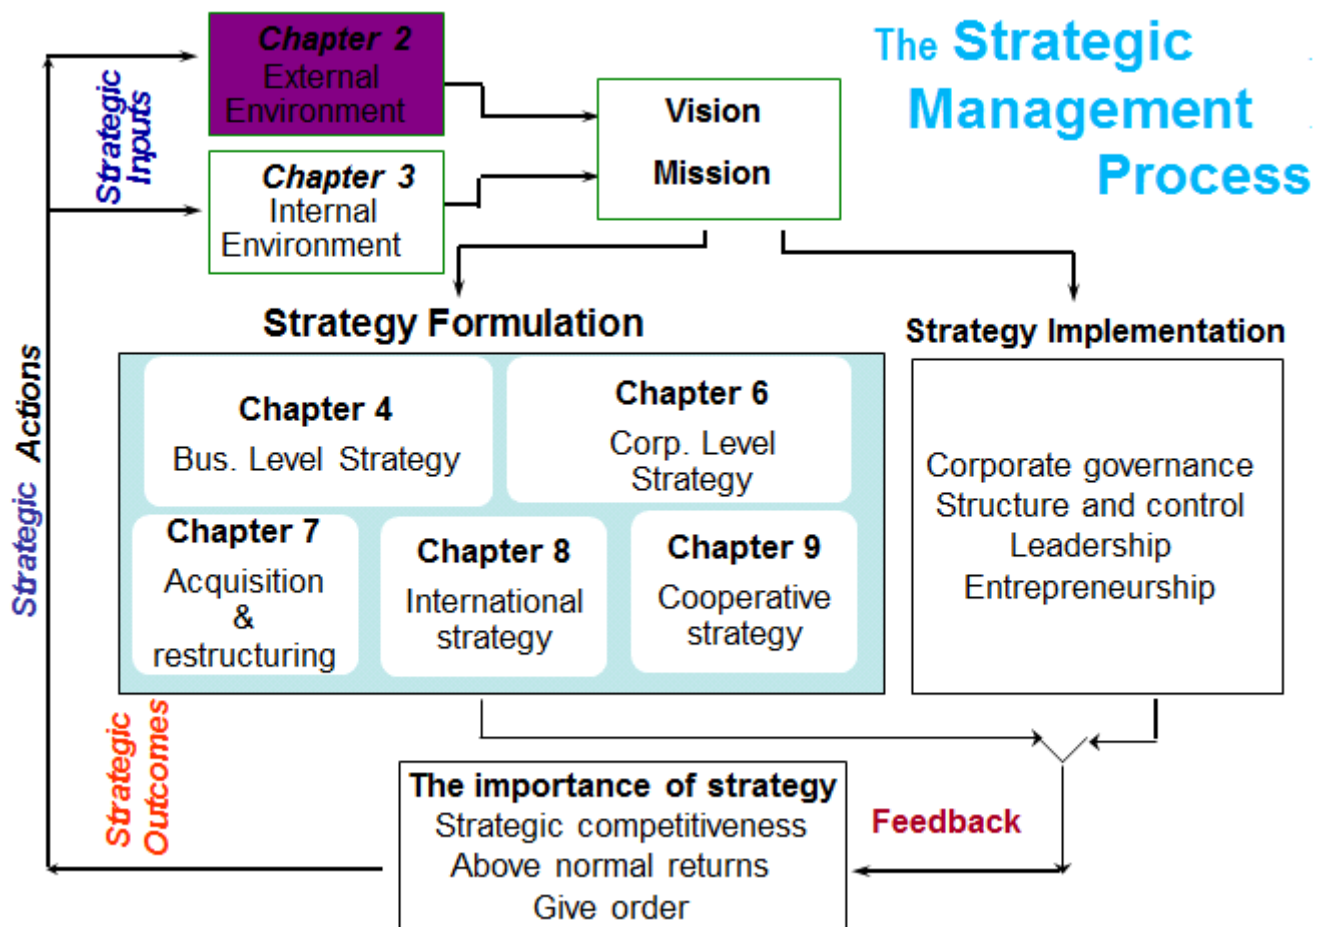 The Strategic
Management
Process
Chapter 2
External
Environment
Strategic
Inputs
Chapter 3
Internal
Environment
Vision
Mission
Strategy Formulation
Strategy Implementation
Chapter 4
Bus. Level Strategy
Chapter 6
Corp. Level
Strategy
Chapter 7
Acquisition
&
restructuring
Chapter 8
International
strategy
Chapter 9
Cooperative
strategy
Corporate governance
Structure and control
Leadership
Entrepreneurship
Strategic Actions
Strategic
Outcomes
The importance of strategy
Strategic competitiveness
Above normal returns
Give order
Feedback